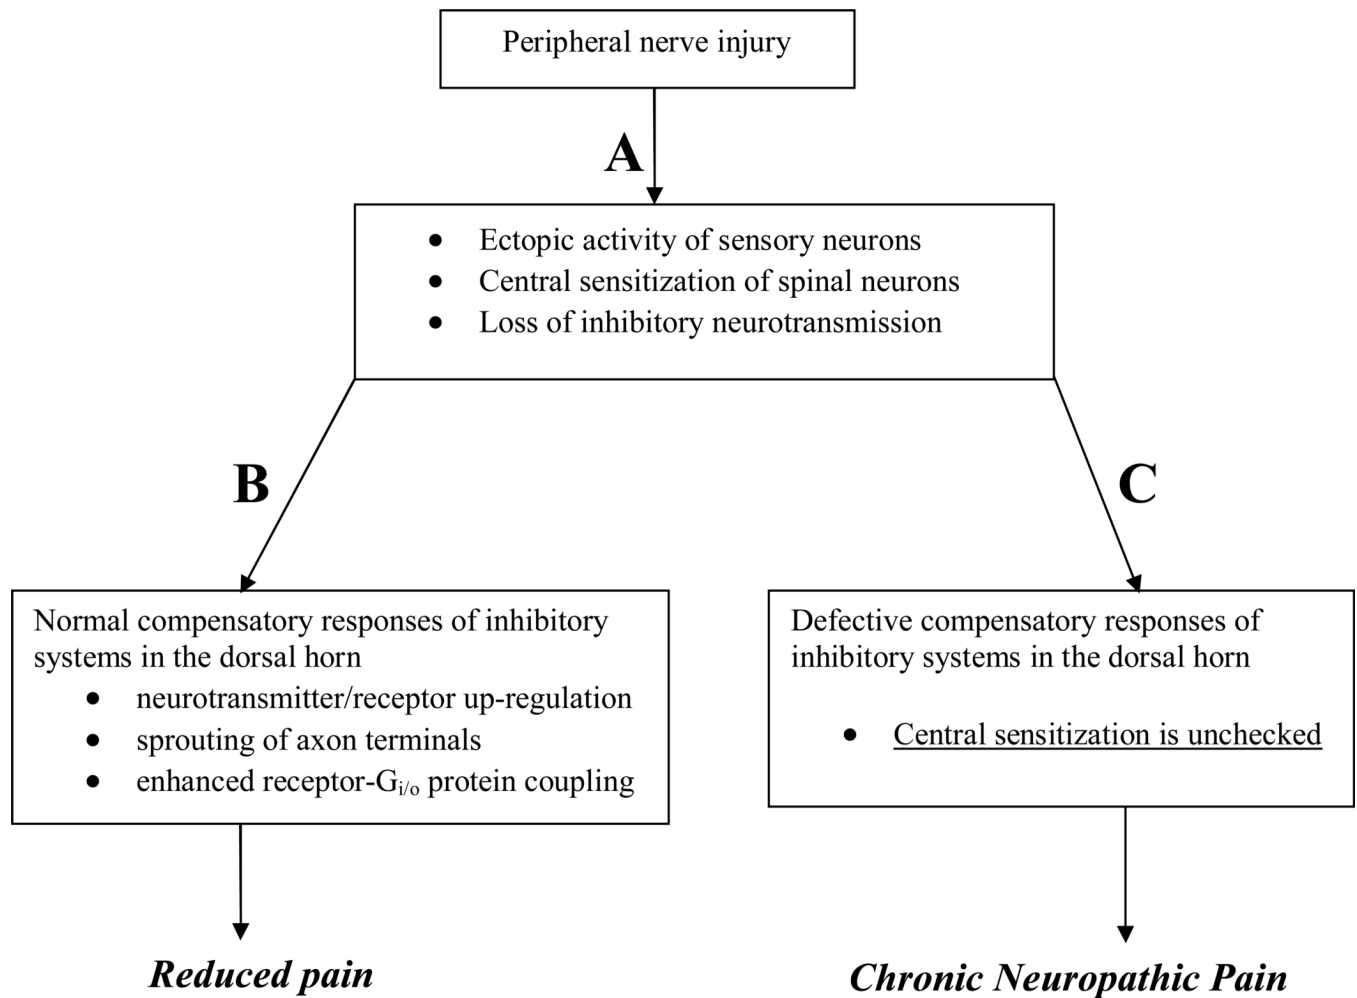 Peripheral nerve injury
A
● Ectopic activity of sensory neurons
● Central sensitization of spinal neurons
● Loss of inhibitory neurotransmission
B
C
Normal compensatory responses of inhibitory
systems in the dorsal horn
● neurotransmitter/receptor up-regulation
● sprouting of axon terminals
● enhanced receptor-Gi/o protein coupling
Defective compensatory responses of
inhibitory systems in the dorsal horn
● Central sensitization is unchecked
Reduced pain
Chronic Neuropathic Pain